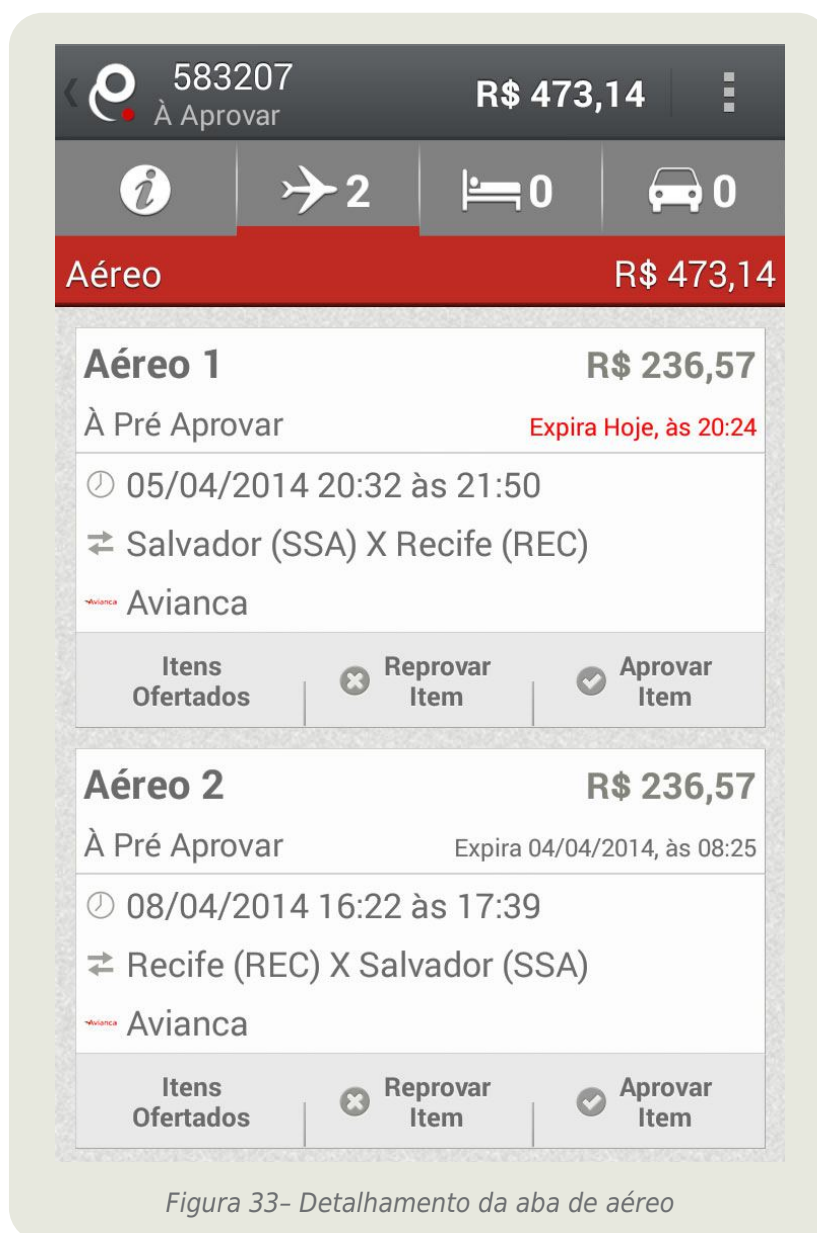 583207
R$ 473,14
À Aprovar
2
0
0
Aéreo
R$ 473,14
Aéreo 1
R$ 236,57
À Pré Aprovar
Expira Hoje, às 20:24
05/04/2014 20:32 às 21:50
Salvador (SSA) X Recife (REC)
Avianca Avianca
Itens
Ofertados
Reprovar
Item
Aprovar
Item
Aéreo 2
R$ 236,57
À Pré Aprovar
Expira 04/04/2014, às 08:25
08/04/2014 16:22 às 17:39
Recife (REC) X Salvador (SSA)
Avianca Avianca
Itens
Ofertados
Reprovar
Item
Aprovar
Item
Figura 33– Detalhamento da aba de aéreo